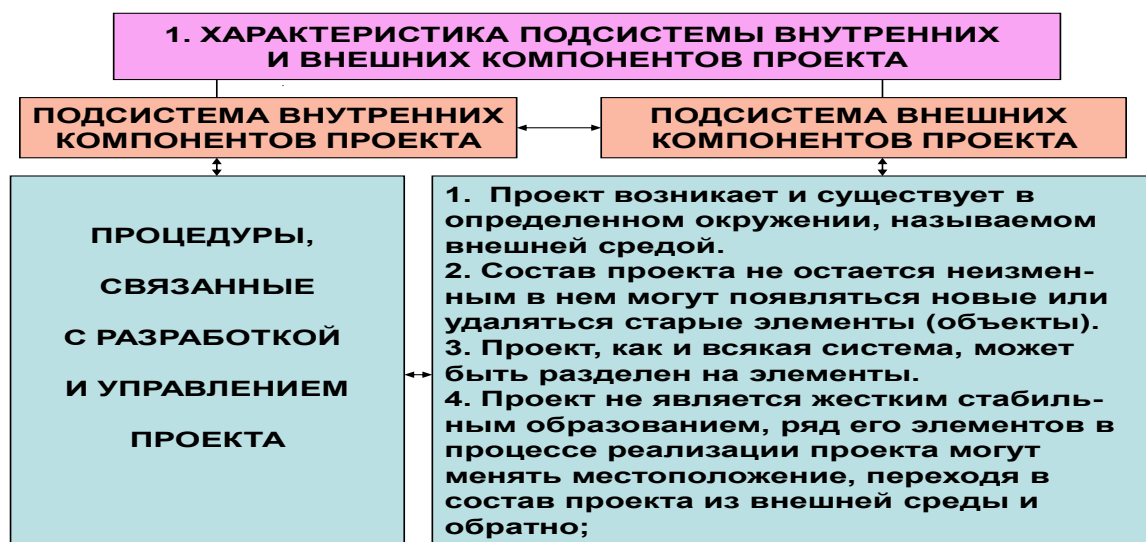 1. ХАРАКТЕРИСТИКА ПОДСИСТЕМЫ ВНУТРЕННИХ
И ВНЕШНИХ КОМПОНЕНТОВ ПРОЕКТА
ПОДСИСТЕМА ВНУТРЕННИХ
КОМПОНЕНТОВ ПРОЕКТА
ПОДСИСТЕМА ВНЕШНИХ
КОМПОНЕНТОВ ПРОЕКТА
ПРОЦЕДУРЫ,
СВЯЗАННЫЕ
С РАЗРАБОТКОЙ
И УПРАВЛЕНИЕМ
ПРОЕКТА
1. Проект возникает и существует в
определенном окружении, называемом
внешней средой.
2. Состав проекта не остается неизмен-
ным в нем могут появляться новые или
удаляться старые элементы (объекты).
3. Проект, как и всякая система, может
быть разделен на элементы.
4. Проект не является жестким стабиль-
ным образованием, ряд его элементов в
процессе реализации проекта могут
менять местоположение, переходя в
состав проекта из внешней среды и
обратно;